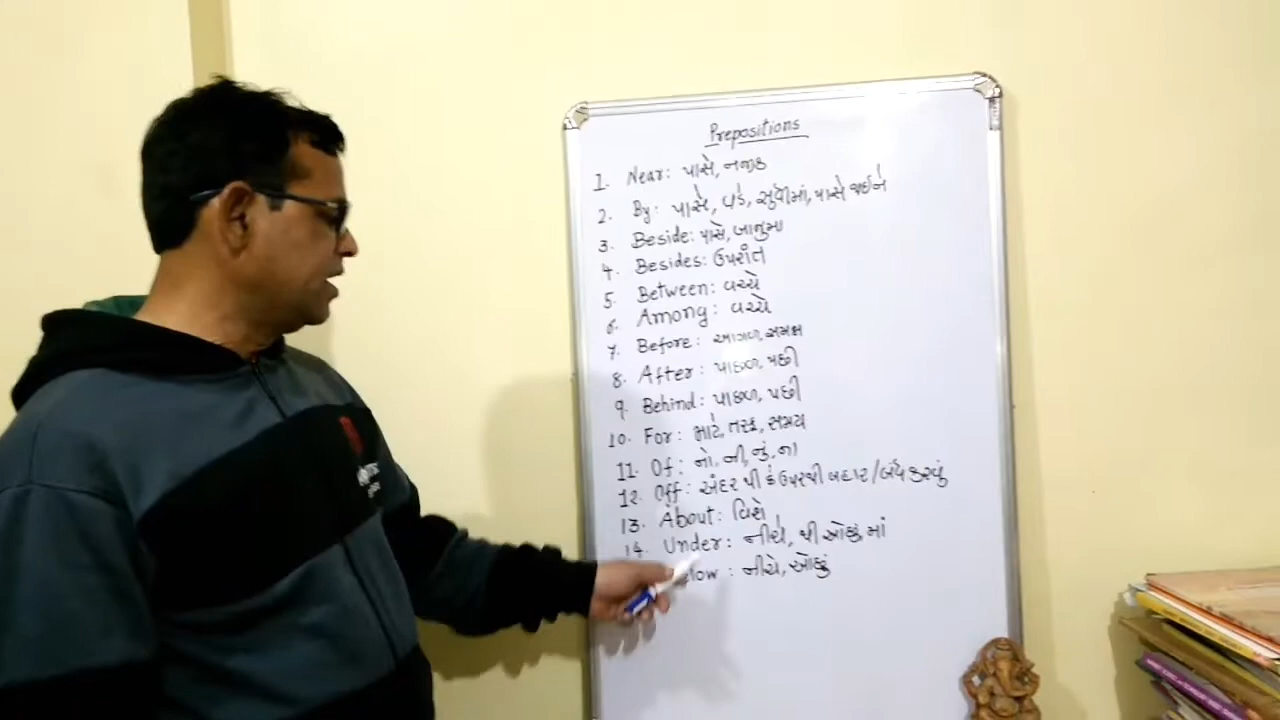 Prepositions
1. Near: પાસે, નજીક
2. By: પાસે, વડે, સુધીમાં, પાસે થઈને
3. Beside: પાસે, બાજુમા
4. Besides: ઉપરાંત
5. Between: વચ્ચે
6. Among: વચ્ચે
7. Before: આગળ, સમક્ષ
8. After: પાછળ, પછી
9. Behind: પાછળ, પછી
10. For: માટે, તરફ, સમય
11. Of: નો, ની, નું, ના
12. Off: અંદર થી કે ઉપરથી બહાર/બંધ કરવું
13. About: વિશે
14. Under: નીચે, થી ઓછું, માં
low : નીચે, ઓછું